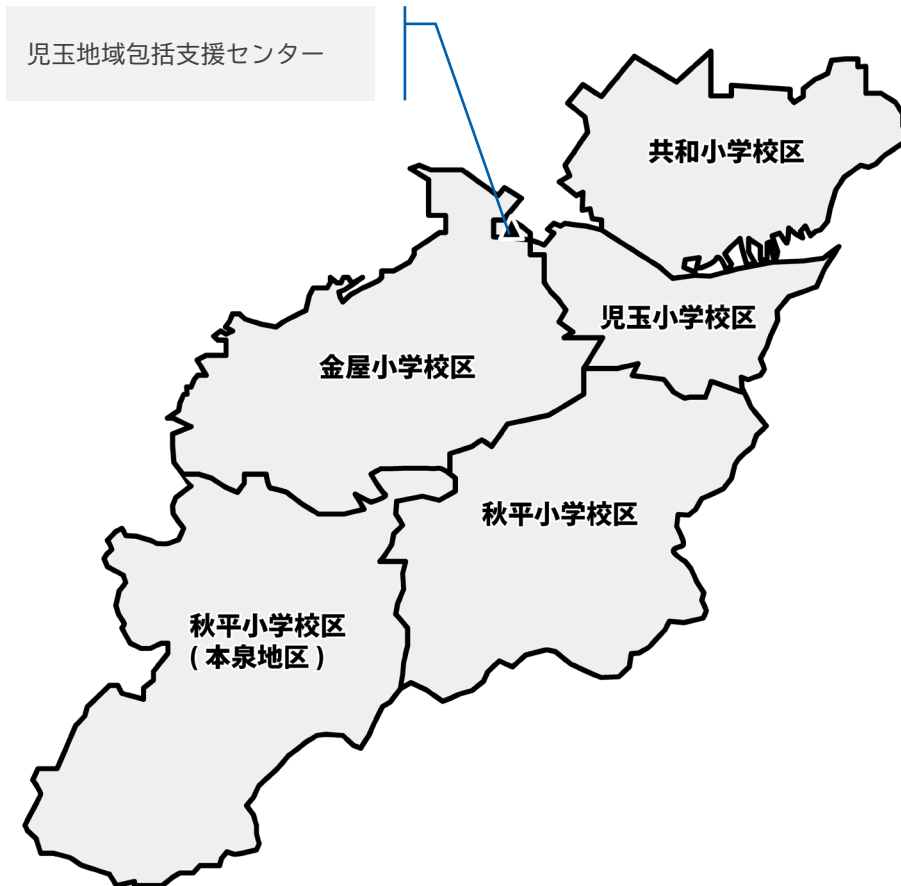 児玉地域包括支援センター
共和小学校区
児玉小学校区
金屋小学校区
秋平小学校区
秋平小学校区
(本泉地区)